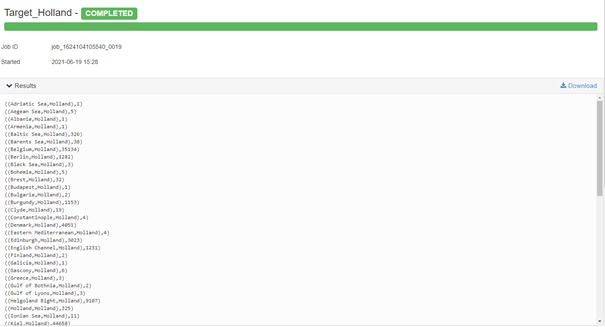 Target_Holland - COMPLETED
Job ID job_1624104105540_0019
Started 2021-06-19 15:28
Results Download
((Adriatic Sea,Holland),1)
((Aegean Sea,Holland),5)
((Albania,Holland),1)
((Armenia,Holland),1)
((Baltic Sea,Holland),326)
((Barents Sea,Holland),38)
((Belgium,Holland),35134)
((Berlin,Holland),1282)
((Black Sea,Holland),3)
((Bohemia,Holland),5)
((Brest,Holland),32)
((Budapest,Holland),1)
((Bulgaria,Holland),2)
((Burgundy,Holland),1153)
((Clyde,Holland),19)
((Constantinople,Holland),4)
((Denmark,Holland),4051)
((Eastern Mediterranean,Holland),4)
((Edinburgh,Holland),3023)
((English Channel,Holland),1231)
((Finland,Holland),2)
((Galicia,Holland),1)
((Gascony,Holland),6)
((Greece,Holland),3)
((Gulf of Bothnia,Holland),2)
((Gulf of Lyons,Holland),3)
((Helgoland Bight,Holland),9107)
((Holland,Holland),325)
((Ionian Sea,Holland),11)
((Kiel,Holland),44658)